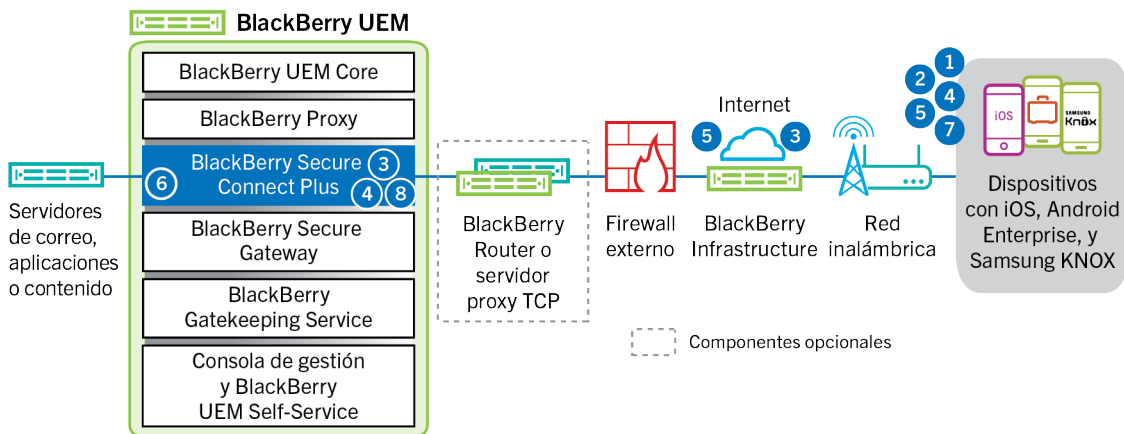 BlackBerry UEM
BlackBerry UEM Core
BlackBerry Proxy
BlackBerry Secure
Connect Plus
3
6
4
8
BlackBerry Secure
Gateway
BlackBerry
Gatekeeping Service
Consola de gestión
y BlackBerry
UEM Self-Service
Servidores
de correo,
aplicaciones
o contenido
BlackBerry
Router o
servidor
proxy TCP
Firewall
externo
Internet
5
3
BlackBerry
Infrastructure
Red
inalámbrica
1
2
4
5
7
iOS
SAMSUNG
Knox
Dispositivos
con iOS, Android
Enterprise, y
Samsung KNOX
Componentes opcionales